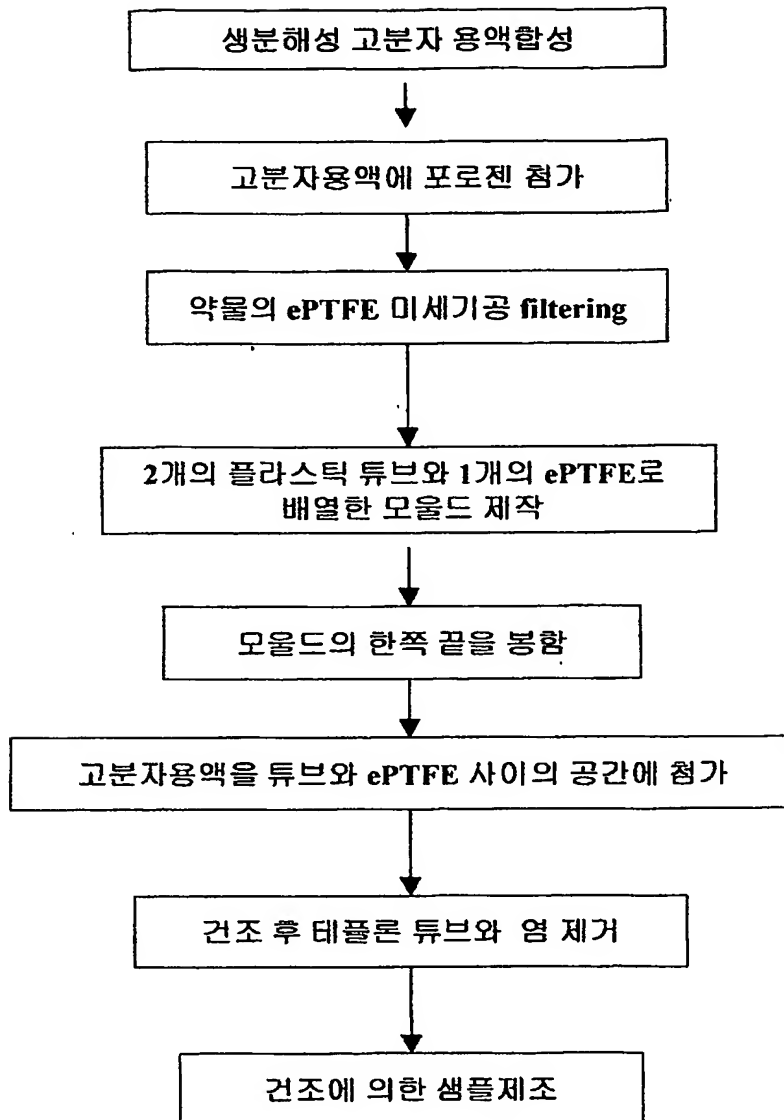 생분해성 고분자 용액합성
고분자용액에 포로젠 첨가
약물의 ePTFE 미세기공 filtering
2개의 플라스틱 튜브와 1개의 ePTFE로
배열한 모울드 제작
모울드의 한쪽 끝을 봉함
고분자용액을 튜브와 ePTFE 사이의 공간에 첨가
건조 후 테플론 튜브와 염 제거
건조에 의한 샘플제조